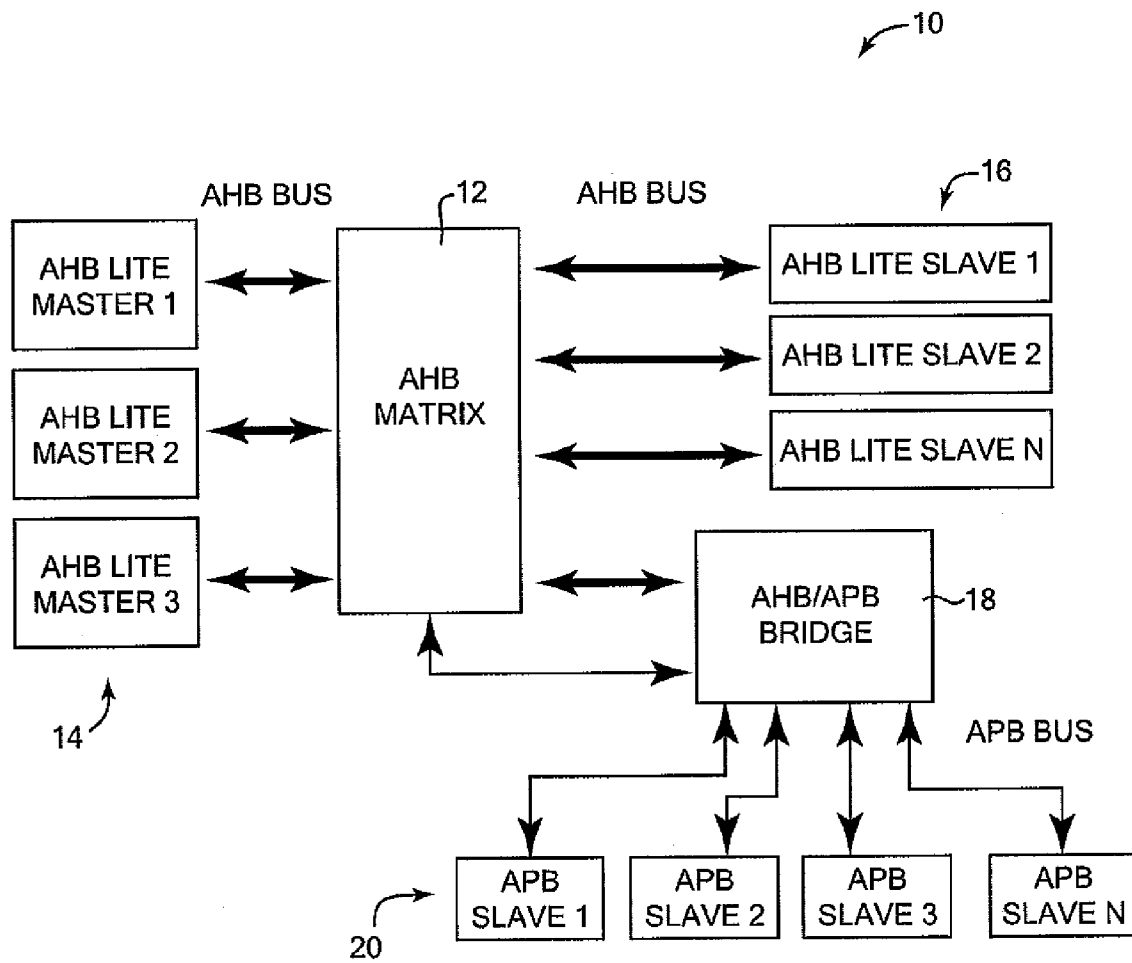 10
AHB BUS
12
AHB BUS
16
AHB LITE
MASTER 1
AHB LITE
MASTER 2
AHB LITE
MASTER 3
14
AHB
MATRIX
AHB LITE SLAVE 1
AHB LITE SLAVE 2
AHB LITE SLAVE N
AHB/APB
BRIDGE
18
APB BUS
APB
SLAVE 1
APB
SLAVE 2
APB
SLAVE 3
APB
SLAVE N
20